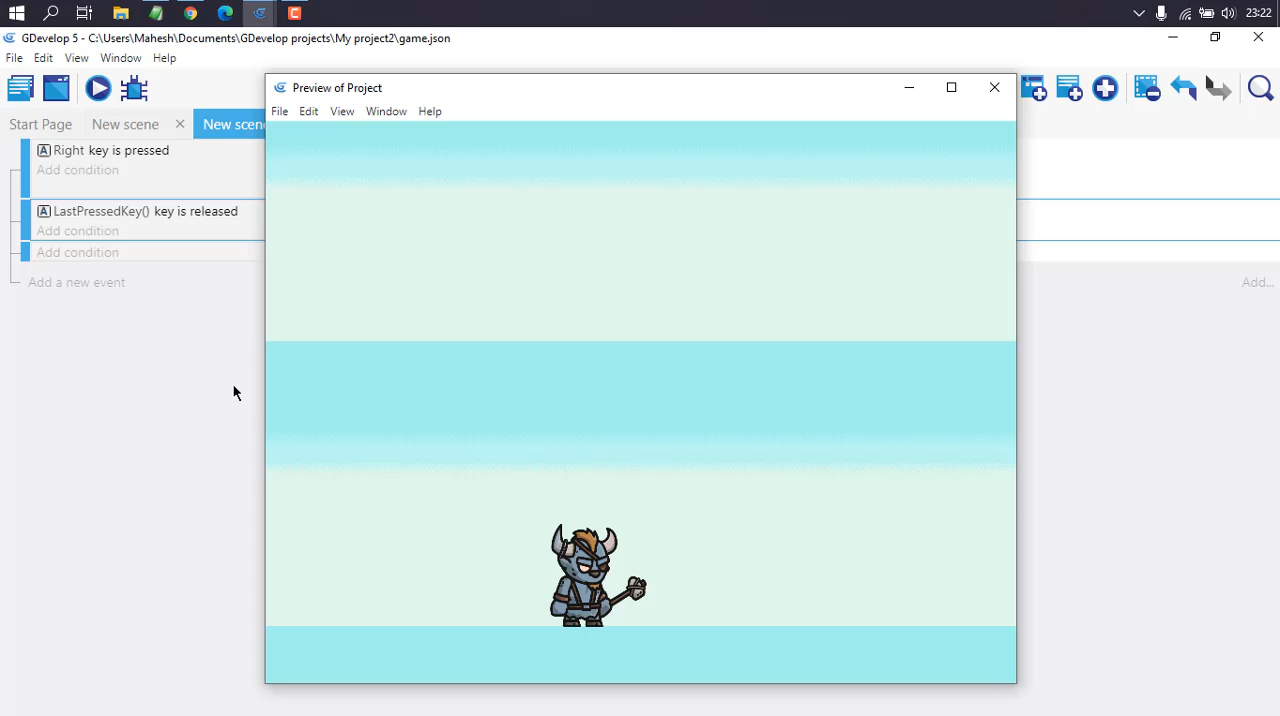 23:22
GDevelop 5 - C:\Users\Mahesh\Documents\GDevelop projects\My project2\game.json
File Edit View Window Help
Preview of Project
File Edit View Window Help
Start Page New scene New scen
A Right key is pressed
Add condition
A LastPressedKey() key is released
Add condition
Add condition
Add a new event
Add...